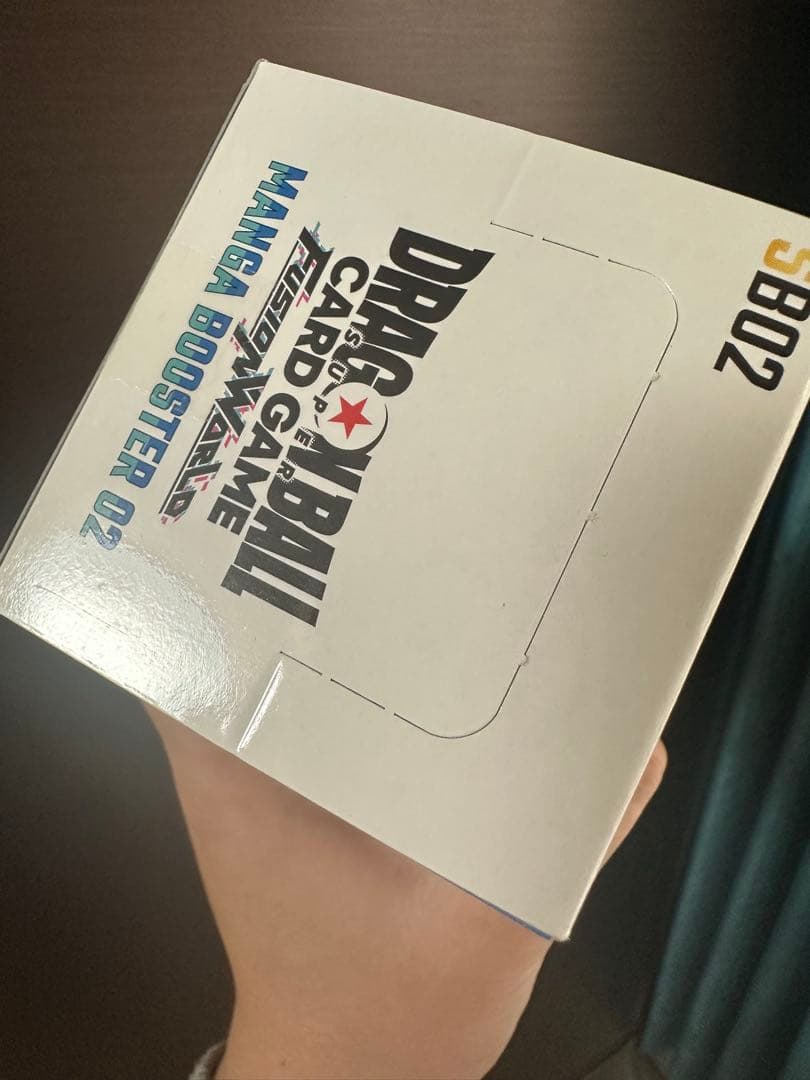 SB02
DRAGON BALL
SUPER
CARD GAME
FUSION WORLD
MANGA BOOSTER 02